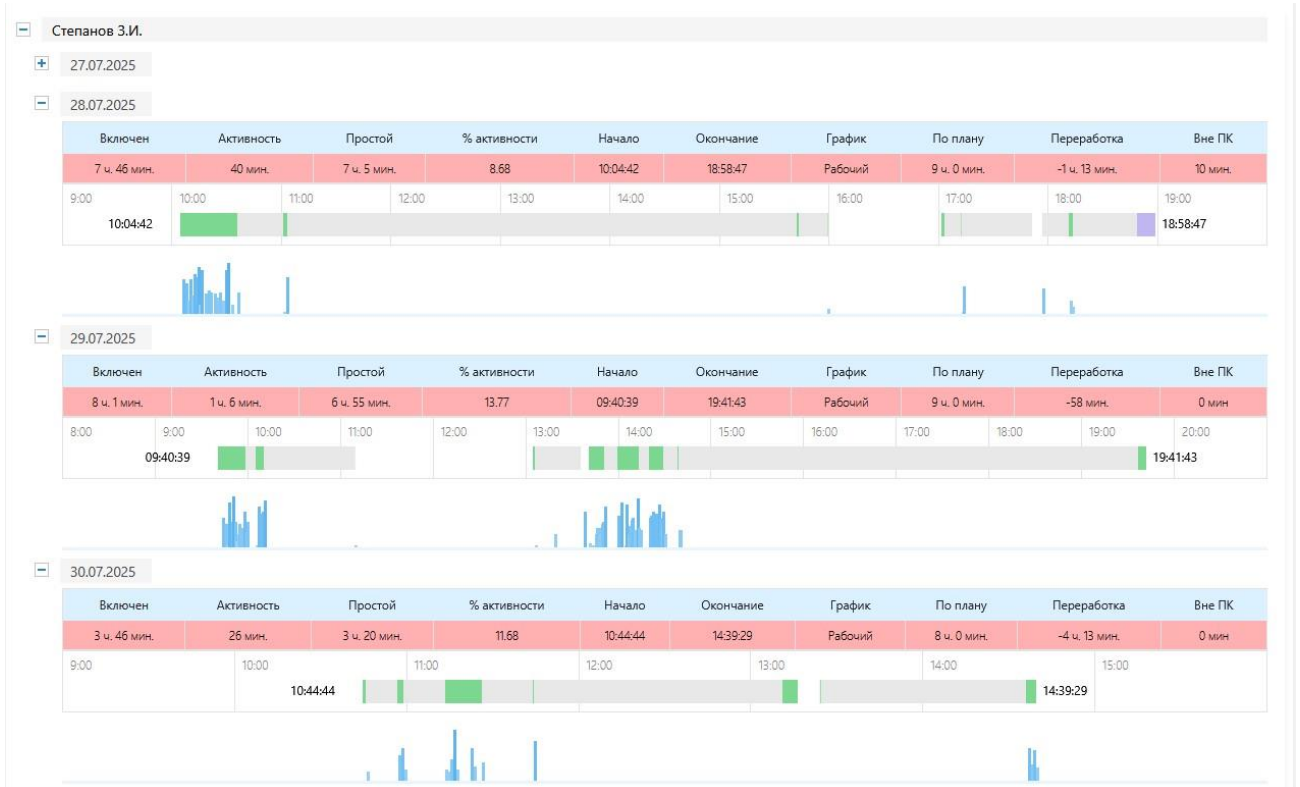 Степанов З.И.
27.07.2025
28.07.2025
Включен Активность Простой % активности Начало Окончание График По плану Переработка Вне ПК
7 ч. 46 мин. 40 мин. 7 ч. 5 мин. 8.68 10:04:42 18:58:47 Рабочий 9 ч. 0 мин. -1 ч. 13 мин. 10 мин.
9:00 10:00 11:00 12:00 13:00 14:00 15:00 16:00 17:00 18:00 19:00
10:04:42 18:58:47
29.07.2025
Включен Активность Простой % активности Начало Окончание График По плану Переработка Вне ПК
8 ч. 1 мин. 1 ч. 6 мин. 6 ч. 55 мин. 13.77 09:40:39 19:41:43 Рабочий 9 ч. 0 мин. -58 мин. 0 мин
8:00 9:00 10:00 11:00 12:00 13:00 14:00 15:00 16:00 17:00 18:00 19:00 20:00
09:40:39 19:41:43
30.07.2025
Включен Активность Простой % активности Начало Окончание График По плану Переработка Вне ПК
3 ч. 46 мин. 26 мин. 3 ч. 20 мин. 11.68 10:44:44 14:39:29 Рабочий 8 ч. 0 мин. -4 ч. 13 мин. 0 мин
9:00 10:00 11:00 12:00 13:00 14:00 15:00
10:44:44 14:39:29